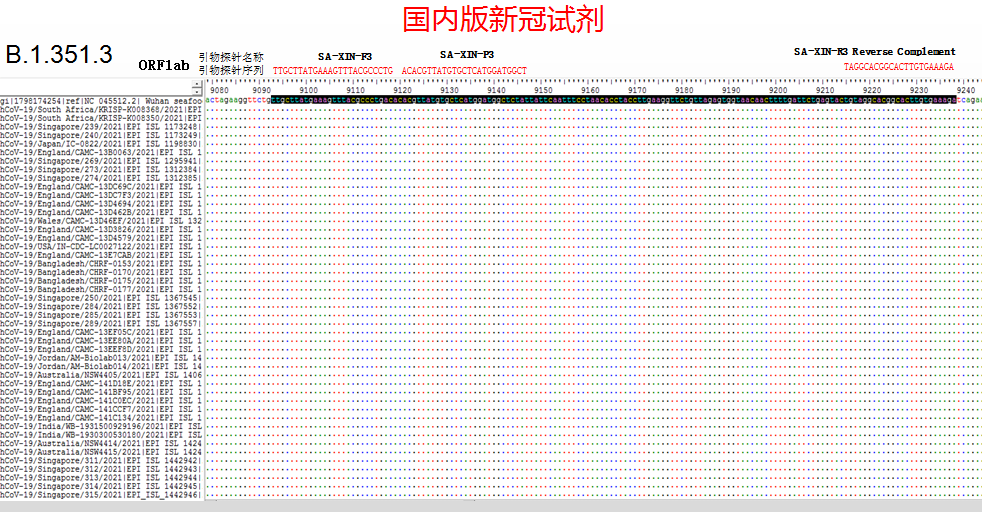 国内版新冠试剂
B.1.351.3
ORF1ab
引物探针名称 SA-XIN-F3 SA-XIN-P3 SA-XIN-R3 Reverse Complement
引物探针序列 TTGCTTATGAAAGTTTACGCCCTG ACACGTTATGTGCTCATGGATGGCT TAGGCACGGCACTTGTGAAAGA
9080 9090 9100 9110 9120 9130 9140 9150 9160 9170 9180 9190 9200 9210 9220 9230 9240
gi|1798174254|ref|NC 045512.2| Wuhan seafoo
hCoV-19/South Africa/KRISP-K008368/2021|EPI
hCoV-19/South Africa/KRISP-K008350/2021|EPI
hCoV-19/Singapore/239/2021|EPI ISL 1173248|
hCoV-19/Singapore/240/2021|EPI ISL 1173249|
hCoV-19/Japan/IC-0822/2021|EPI ISL 1198830|
hCoV-19/England/CAMC-13B0063/2021|EPI ISL 1
hCoV-19/Singapore/269/2021|EPI ISL 1295941|
hCoV-19/Singapore/273/2021|EPI ISL 1312384|
hCoV-19/Singapore/274/2021|EPI ISL 1312385|
hCoV-19/England/CAMC-13DC69C/2021|EPI ISL 1
hCoV-19/England/CAMC-13DC7F3/2021|EPI ISL 1
hCoV-19/England/CAMC-13D4694/2021|EPI ISL 1
hCoV-19/England/CAMC-13D462B/2021|EPI ISL 1
hCoV-19/Wales/CAMC-13D46EF/2021|EPI ISL 132
hCoV-19/England/CAMC-13D3826/2021|EPI ISL 1
hCoV-19/England/CAMC-13D4579/2021|EPI ISL 1
hCoV-19/USA/IN-CDC-LC0027122/2021|EPI ISL 1
hCoV-19/England/CAMC-13E7CAB/2021|EPI ISL 1
hCoV-19/Bangladesh/CHRF-0153/2021|EPI ISL 1
hCoV-19/Bangladesh/CHRF-0170/2021|EPI ISL 1
hCoV-19/Bangladesh/CHRF-0175/2021|EPI ISL 1
hCoV-19/Bangladesh/CHRF-0177/2021|EPI ISL 1
hCoV-19/Singapore/250/2021|EPI ISL 1367545|
hCoV-19/Singapore/284/2021|EPI ISL 1367552|
hCoV-19/Singapore/285/2021|EPI ISL 1367553|
hCoV-19/Singapore/289/2021|EPI ISL 1367557|
hCoV-19/England/CAMC-13EF05C/2021|EPI ISL 1
hCoV-19/England/CAMC-13EE80A/2021|EPI ISL 1
hCoV-19/England/CAMC-13EEF8D/2021|EPI ISL 1
hCoV-19/Jordan/AM-Biolab013/2021|EPI ISL 14
hCoV-19/Jordan/AM-Biolab014/2021|EPI ISL 14
hCoV-19/Australia/NSW4405/2021|EPI ISL 1406
hCoV-19/England/CAMC-141D18E/2021|EPI ISL 1
hCoV-19/England/CAMC-141BF95/2021|EPI ISL 1
hCoV-19/England/CAMC-141C0EC/2021|EPI ISL 1
hCoV-19/England/CAMC-141CCF7/2021|EPI ISL 1
hCoV-19/England/CAMC-141C134/2021|EPI ISL 1
hCoV-19/India/WB-1931500929196/2021|EPI ISL
hCoV-19/India/WB-1930300530180/2021|EPI ISL
hCoV-19/Australia/NSW4414/2021|EPI ISL 1424
hCoV-19/Australia/NSW4415/2021|EPI ISL 1424
hCoV-19/Singapore/311/2021|EPI ISL 1442942|
hCoV-19/Singapore/312/2021|EPI ISL 1442943|
hCoV-19/Singapore/313/2021|EPI ISL 1442944|
hCoV-19/Singapore/314/2021|EPI ISL 1442945|
hCoV-19/Singapore/315/2021|EPI_ISL_1442946|